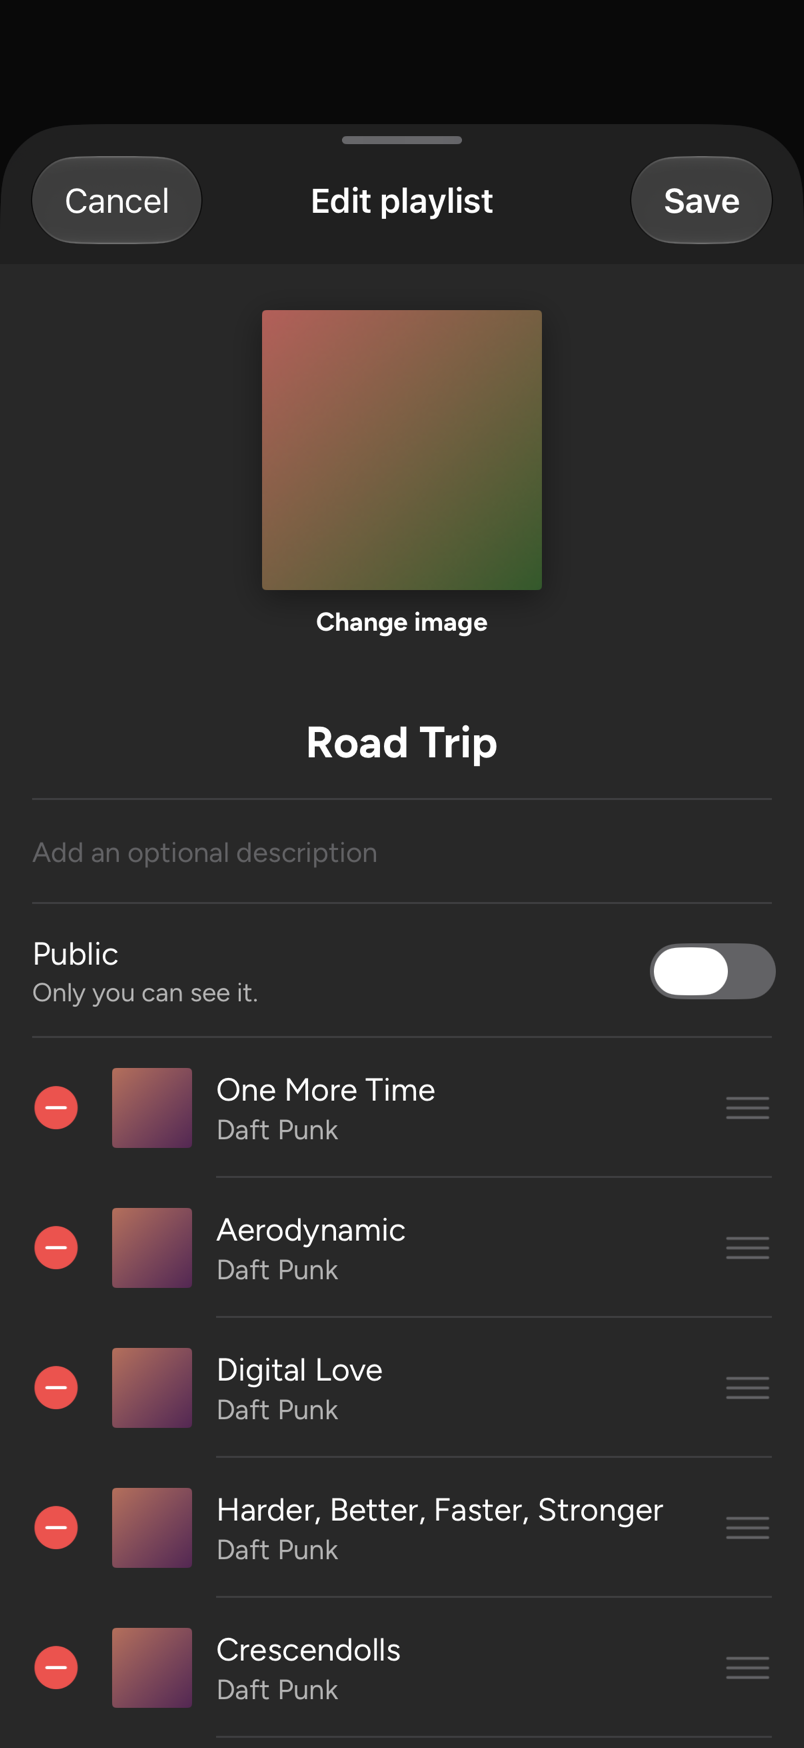 Cancel
Edit playlist
Save
Change image
Road Trip
Add an optional description
Public
Only you can see it.
One More Time
Daft Punk
Aerodynamic
Daft Punk
Digital Love
Daft Punk
Harder, Better, Faster, Stronger
Daft Punk
Crescendolls
Daft Punk